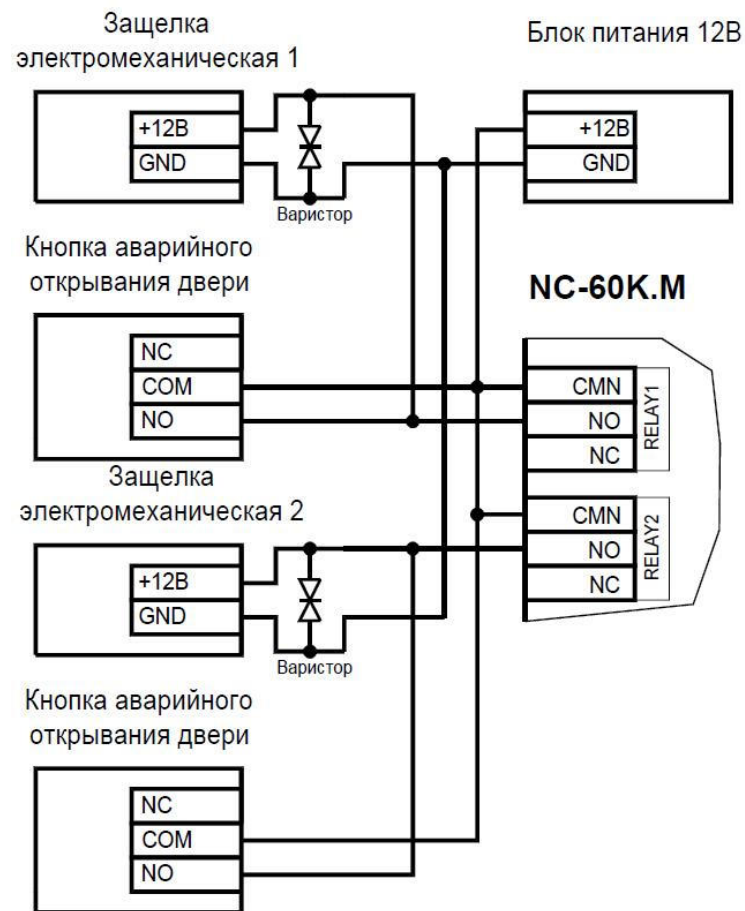 Защелка
электромеханическая 1
+12В
GND
Варистор
Блок питания 12В
+12В
GND
Кнопка аварийного
открывания двери
NC
COM
NO
NC-60K.M
CMN
NO
NC
RELAY1
CMN
NO
NC
RELAY2
Защелка
электромеханическая 2
+12В
GND
Варистор
Кнопка аварийного
открывания двери
NC
COM
NO